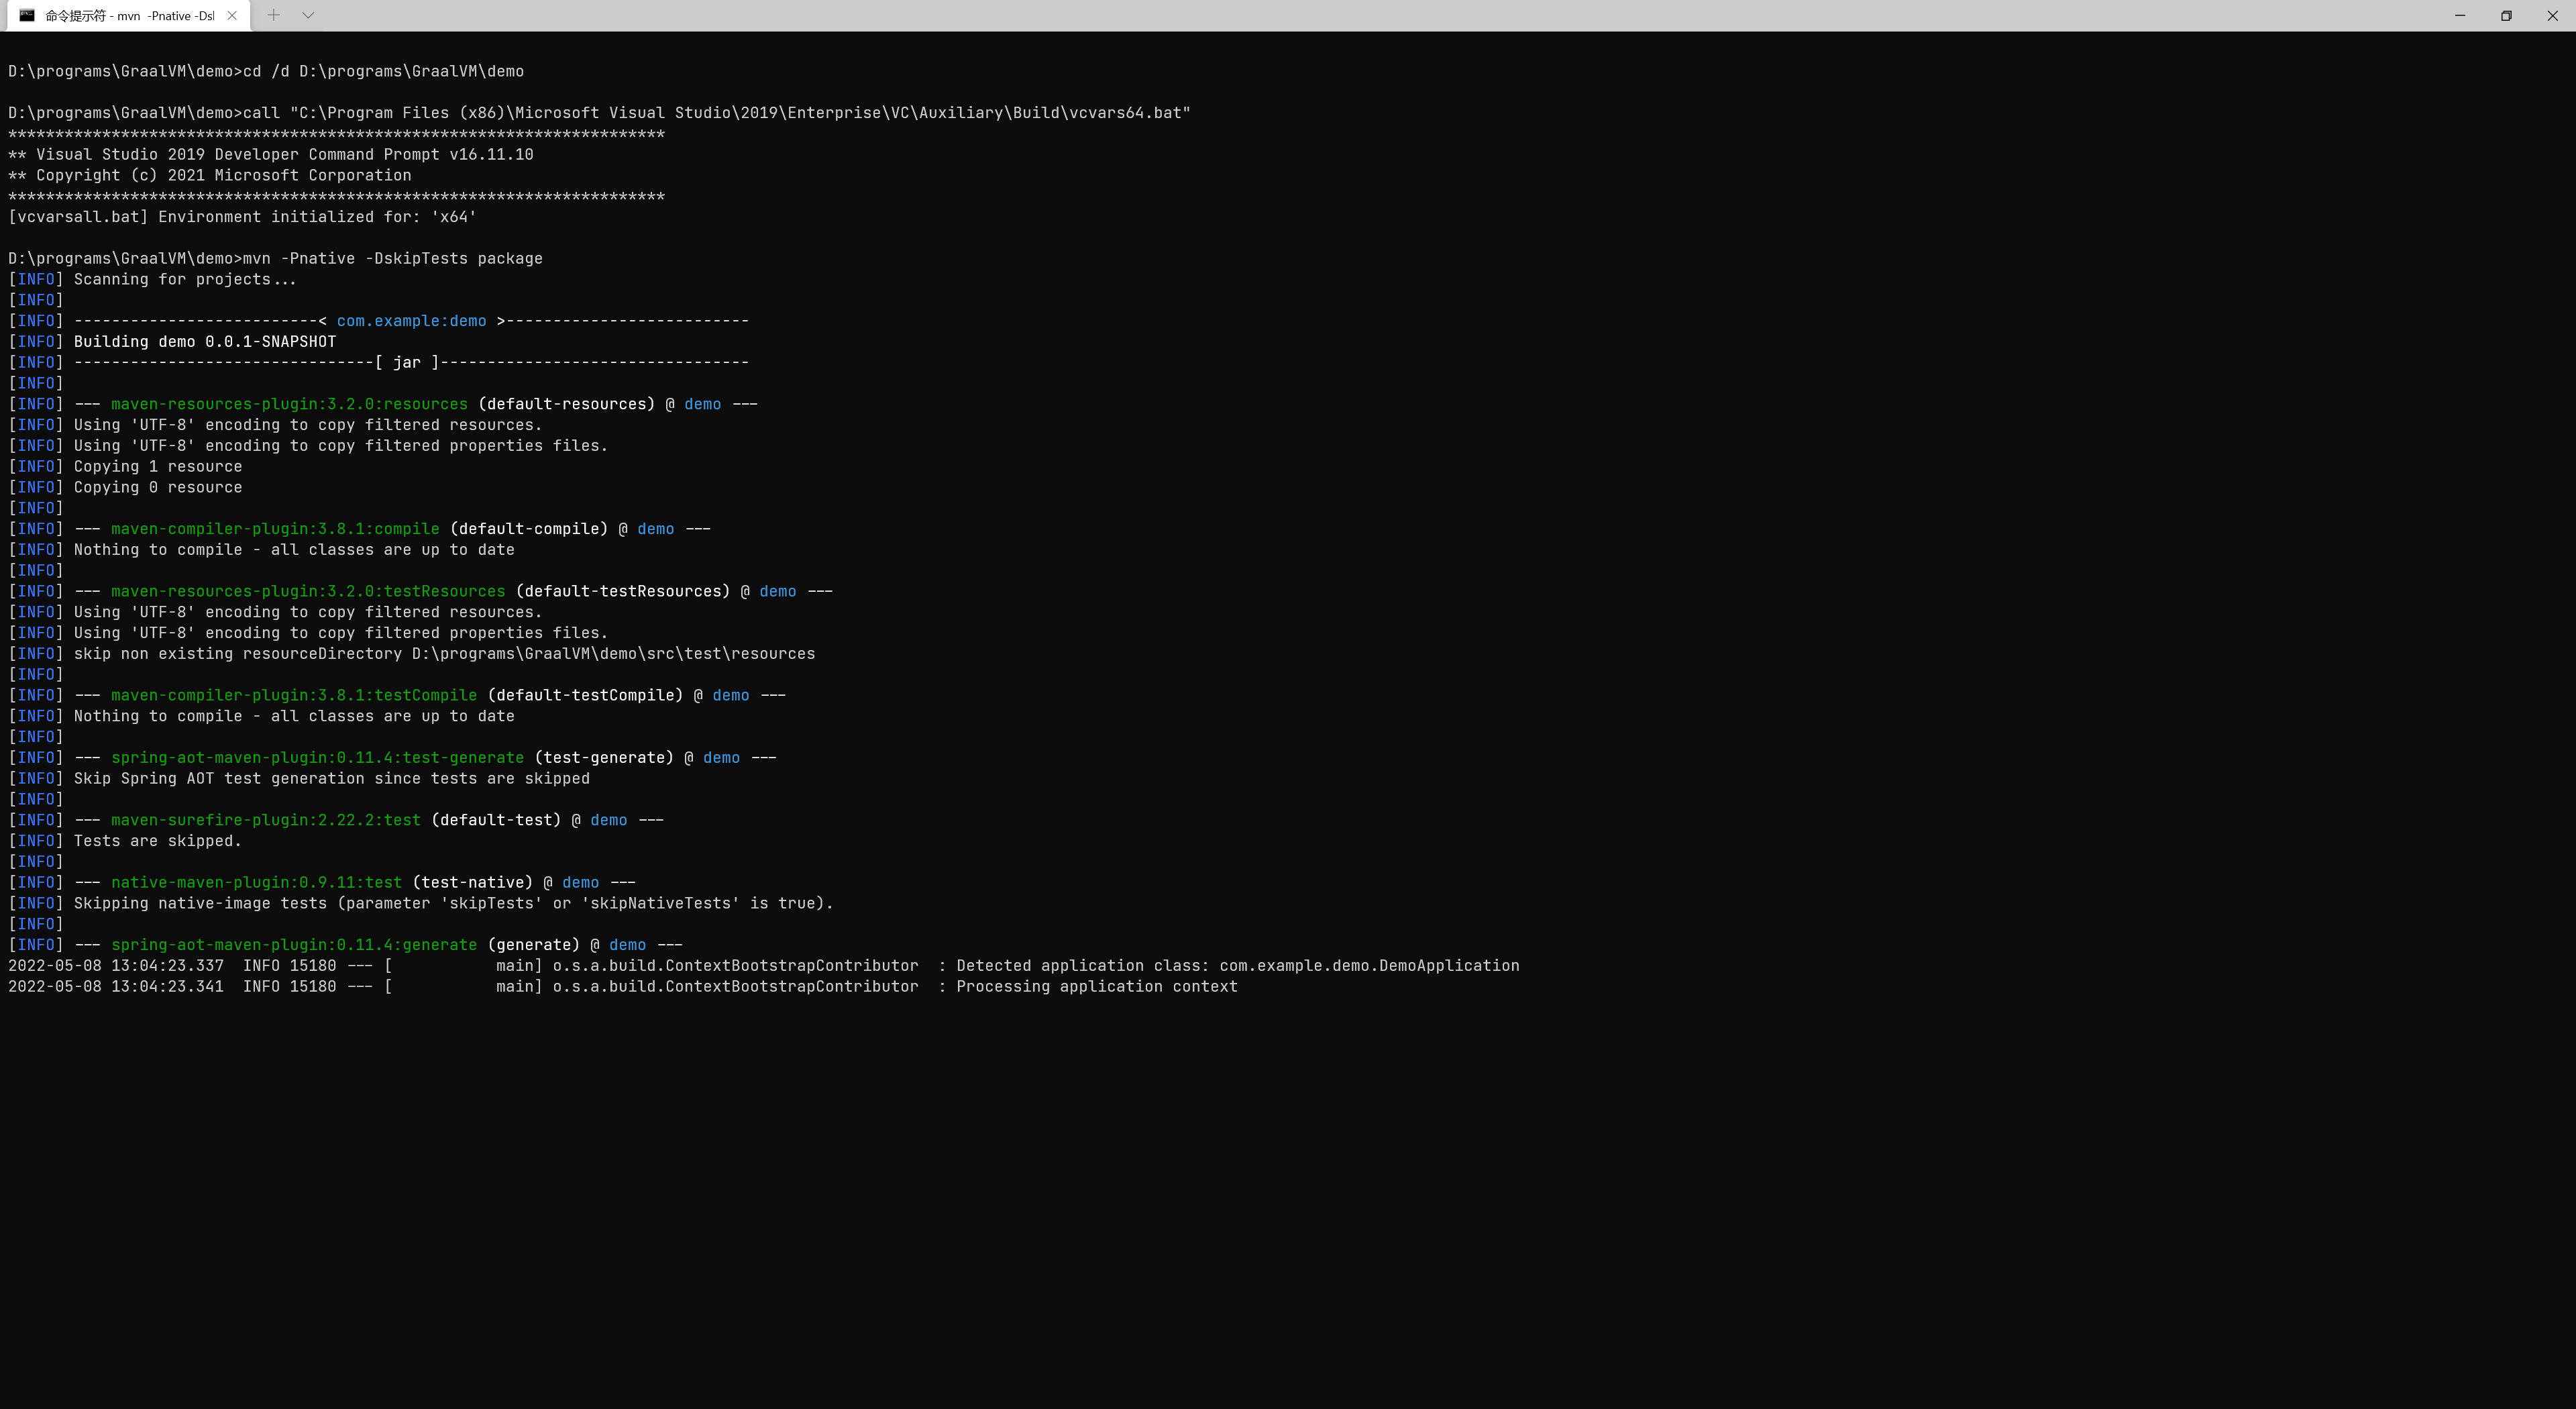 命令提示符 - mvn  -Pnative -Dsl
D:\programs\GraalVM\demo>cd /d D:\programs\GraalVM\demo
D:\programs\GraalVM\demo>call "C:\Program Files (x86)\Microsoft Visual Studio\2019\Enterprise\VC\Auxiliary\Build\vcvars64.bat"
**********************************************************************
** Visual Studio 2019 Developer Command Prompt v16.11.10
** Copyright (c) 2021 Microsoft Corporation
**********************************************************************
[vcvarsall.bat] Environment initialized for: 'x64'
D:\programs\GraalVM\demo>mvn -Pnative -DskipTests package
[INFO] Scanning for projects...
[INFO]
[INFO] --------------------------< com.example:demo >--------------------------
[INFO] Building demo 0.0.1-SNAPSHOT
[INFO] --------------------------------[ jar ]---------------------------------
[INFO]
[INFO] --- maven-resources-plugin:3.2.0:resources (default-resources) @ demo ---
[INFO] Using 'UTF-8' encoding to copy filtered resources.
[INFO] Using 'UTF-8' encoding to copy filtered properties files.
[INFO] Copying 1 resource
[INFO] Copying 0 resource
[INFO]
[INFO] --- maven-compiler-plugin:3.8.1:compile (default-compile) @ demo ---
[INFO] Nothing to compile - all classes are up to date
[INFO]
[INFO] --- maven-resources-plugin:3.2.0:testResources (default-testResources) @ demo ---
[INFO] Using 'UTF-8' encoding to copy filtered resources.
[INFO] Using 'UTF-8' encoding to copy filtered properties files.
[INFO] skip non existing resourceDirectory D:\programs\GraalVM\demo\src\test\resources
[INFO]
[INFO] --- maven-compiler-plugin:3.8.1:testCompile (default-testCompile) @ demo ---
[INFO] Nothing to compile - all classes are up to date
[INFO]
[INFO] --- spring-aot-maven-plugin:0.11.4:test-generate (test-generate) @ demo ---
[INFO] Skip Spring AOT test generation since tests are skipped
[INFO]
[INFO] --- maven-surefire-plugin:2.22.2:test (default-test) @ demo ---
[INFO] Tests are skipped.
[INFO]
[INFO] --- native-maven-plugin:0.9.11:test (test-native) @ demo ---
[INFO] Skipping native-image tests (parameter 'skipTests' or 'skipNativeTests' is true).
[INFO]
[INFO] --- spring-aot-maven-plugin:0.11.4:generate (generate) @ demo ---
2022-05-08 13:04:23.337  INFO 15180 --- [           main] o.s.a.build.ContextBootstrapContributor  : Detected application class: com.example.demo.DemoApplication
2022-05-08 13:04:23.341  INFO 15180 --- [           main] o.s.a.build.ContextBootstrapContributor  : Processing application context